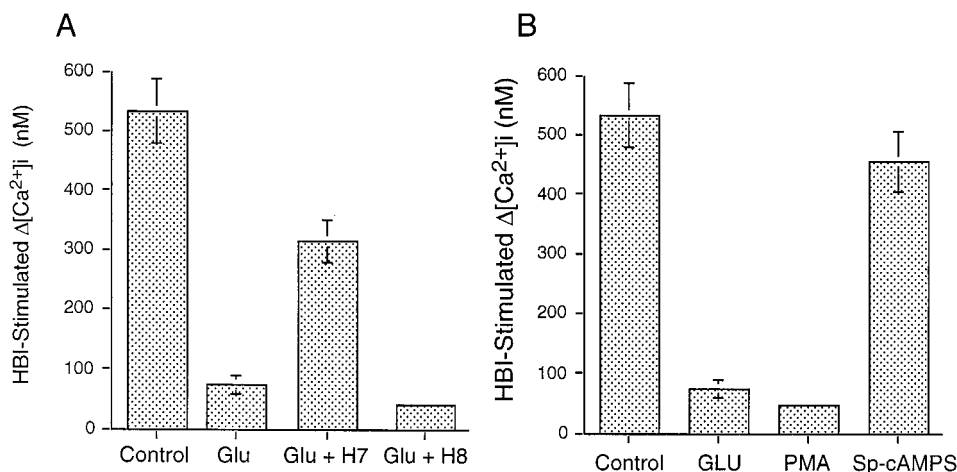 A
HBI-Stimulated Δ[Ca²⁺]i (nM)
600
500
400
300
200
100
0
Control Glu Glu + H7 Glu + H8
B
HBI-Stimulated Δ[Ca²⁺]i (nM)
600
500
400
300
200
100
0
Control GLU PMA Sp-cAMPS